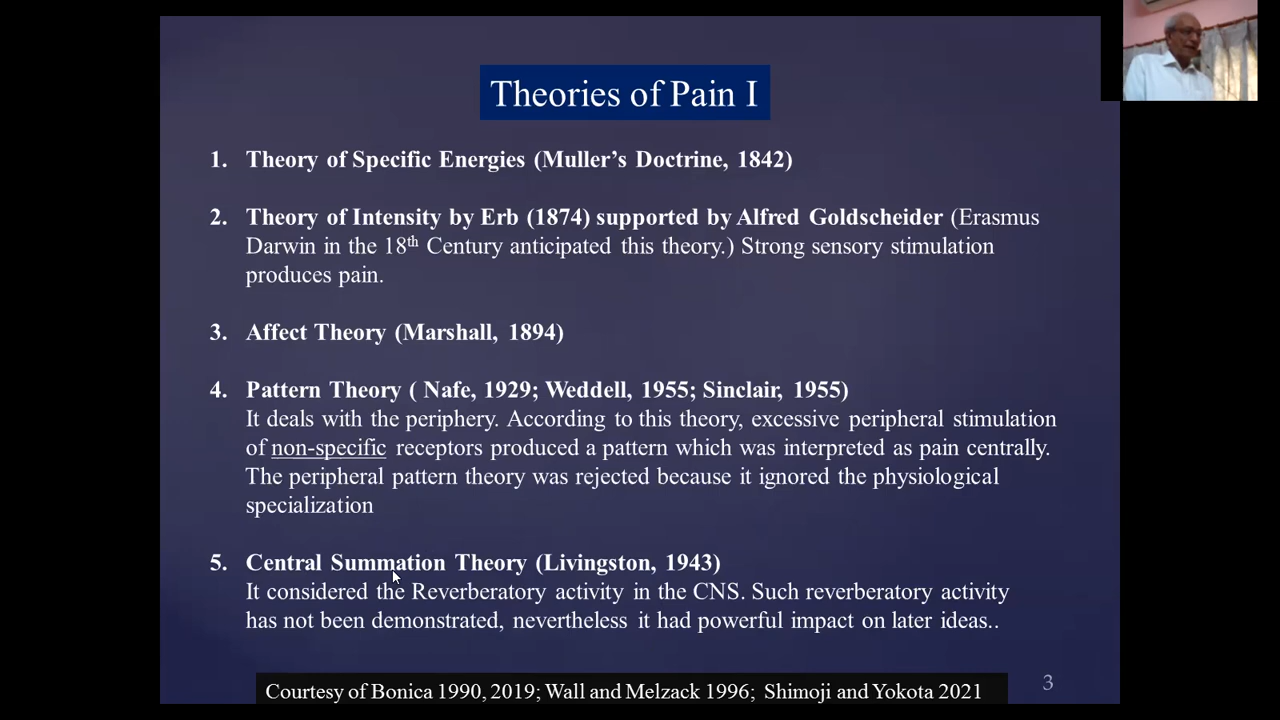 Theories of Pain I
1. Theory of Specific Energies (Muller's Doctrine, 1842)
2. Theory of Intensity by Erb (1874) supported by Alfred Goldscheider (Erasmus
Darwin in the 18th Century anticipated this theory.) Strong sensory stimulation
produces pain.
3. Affect Theory (Marshall, 1894)
4. Pattern Theory ( Nafe, 1929; Weddell, 1955; Sinclair, 1955)
It deals with the periphery. According to this theory, excessive peripheral stimulation
of non-specific receptors produced a pattern which was interpreted as pain centrally.
The peripheral pattern theory was rejected because it ignored the physiological
specialization
5. Central Summation Theory (Livingston, 1943)
It considered the Reverberatory activity in the CNS. Such reverberatory activity
has not been demonstrated, nevertheless it had powerful impact on later ideas..
Courtesy of Bonica 1990, 2019; Wall and Melzack 1996; Shimoji and Yokota 2021
3